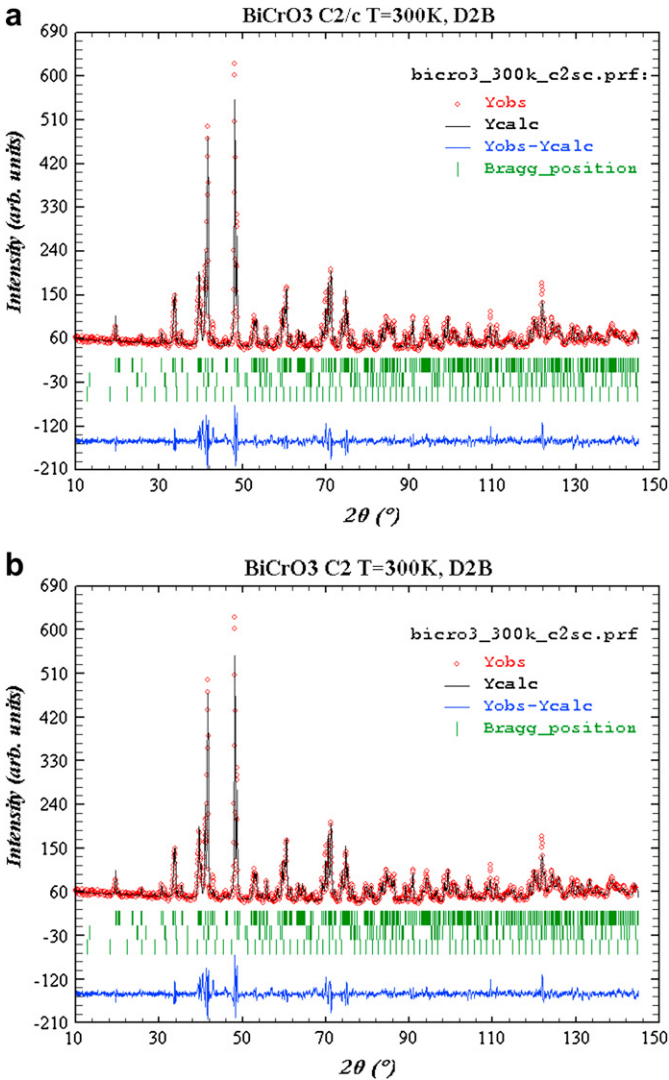 a
BiCrO3 C2/c T=300K, D2B
bicro3_300k_c2sc.prf:
Yobs
Ycalc
Yobs-Ycalc
Bragg_position
Intensity (arb. units)
690
600
510
420
330
240
150
60
-30
-120
-210
10 30 50 70 90 110 130 150
2θ (°)
b
BiCrO3 C2 T=300K, D2B
bicro3_300k_c2sc.prf
Yobs
Ycalc
Yobs-Ycalc
Bragg_position
Intensity (arb. units)
690
600
510
420
330
240
150
60
-30
-120
-210
10 30 50 70 90 110 130 150
2θ (°)